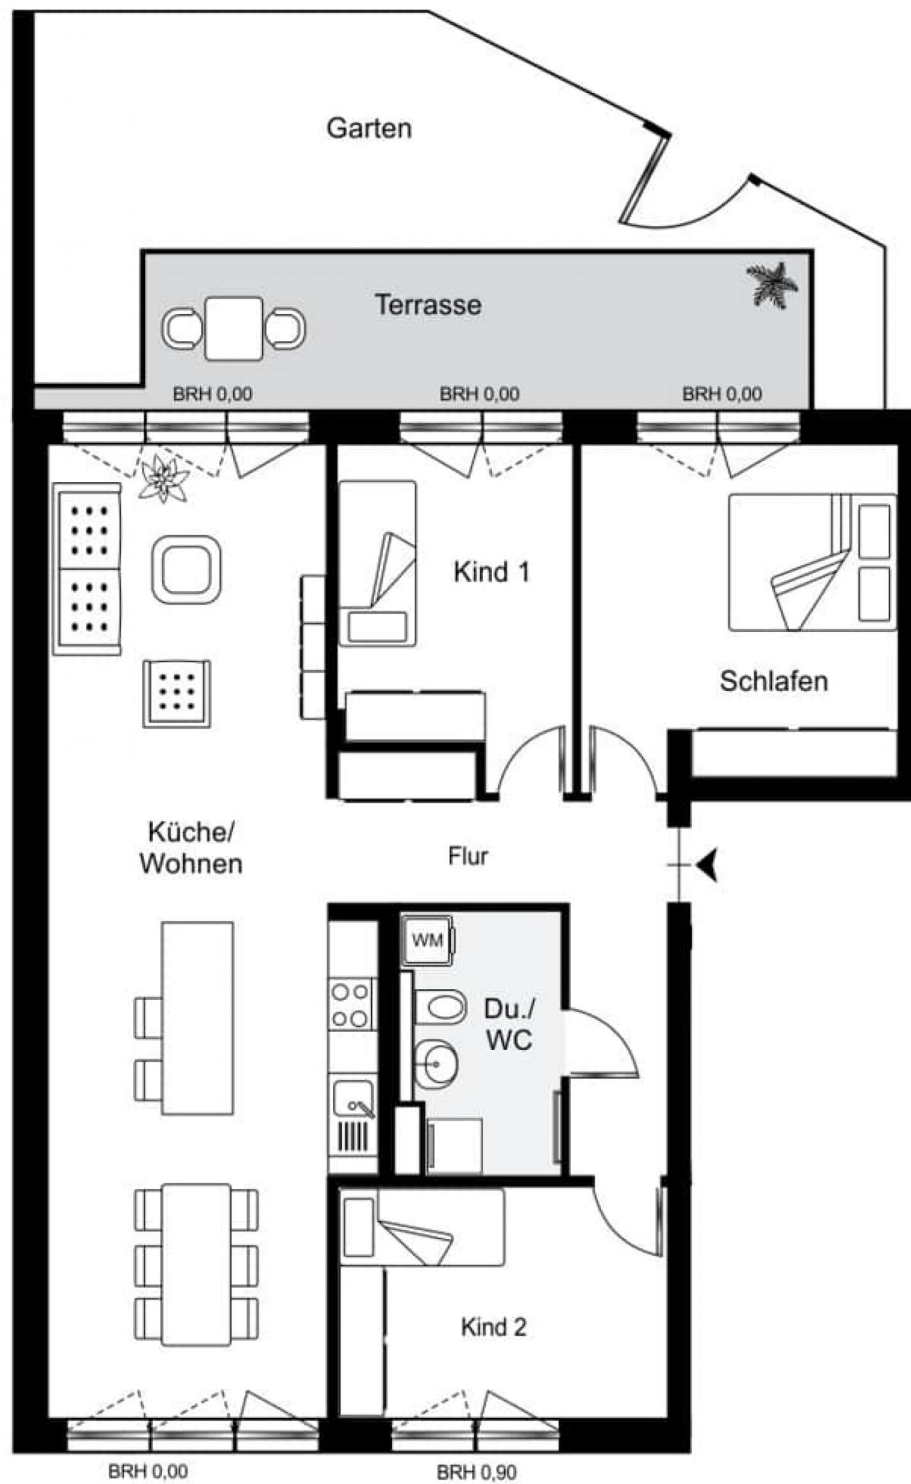 Garten
Terrasse
BRH 0,00
BRH 0,00
BRH 0,00
Kind 1
Schlafen
Küche/
Wohnen
Flur
WM
Du./
WC
Kind 2
BRH 0,00
BRH 0,90